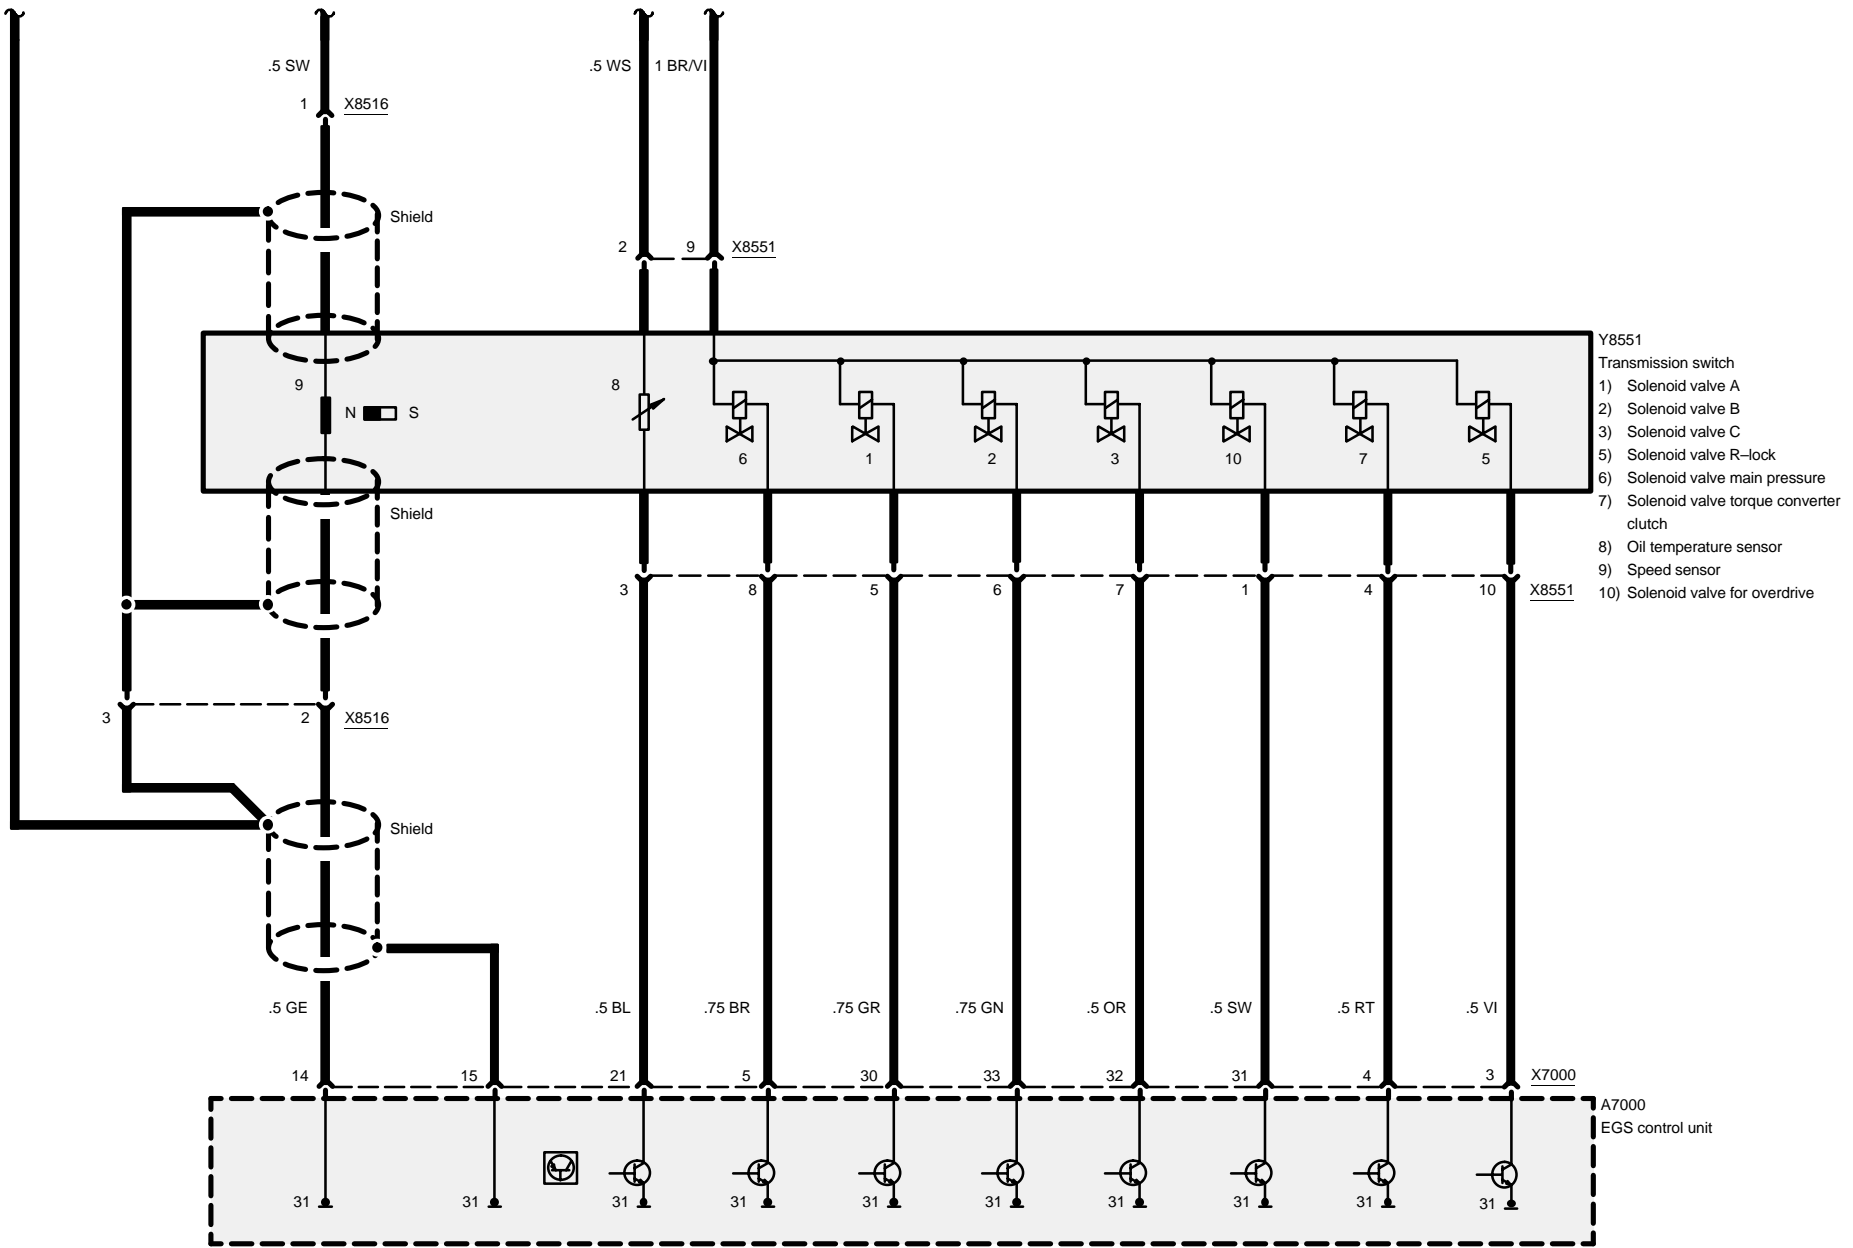 .5 SW
.5 WS
1 BR/VI
1
X8516
Shield
2
9
X8551
Y8551
Transmission switch
1) Solenoid valve A
2) Solenoid valve B
3) Solenoid valve C
5) Solenoid valve R–lock
6) Solenoid valve main pressure
7) Solenoid valve torque converter
clutch
8) Oil temperature sensor
9) Speed sensor
10) Solenoid valve for overdrive
9
N
S
8
6
1
2
3
10
7
5
Shield
3
8
5
6
7
1
4
10
X8551
3
2
X8516
Shield
.5 GE
.5 BL
.75 BR
.75 GR
.75 GN
.5 OR
.5 SW
.5 RT
.5 VI
14
15
21
5
30
33
32
31
4
3
X7000
A7000
EGS control unit
31
31
31
31
31
31
31
31
31
31